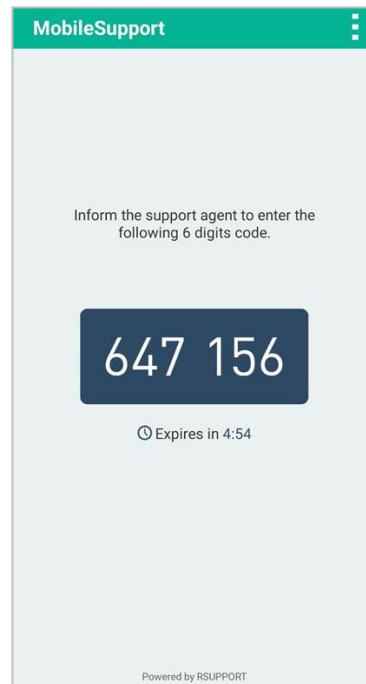 MobileSupport
Inform the support agent to enter the
following 6 digits code.
647 156
Expires in 4:54
Powered by RSUPPORT